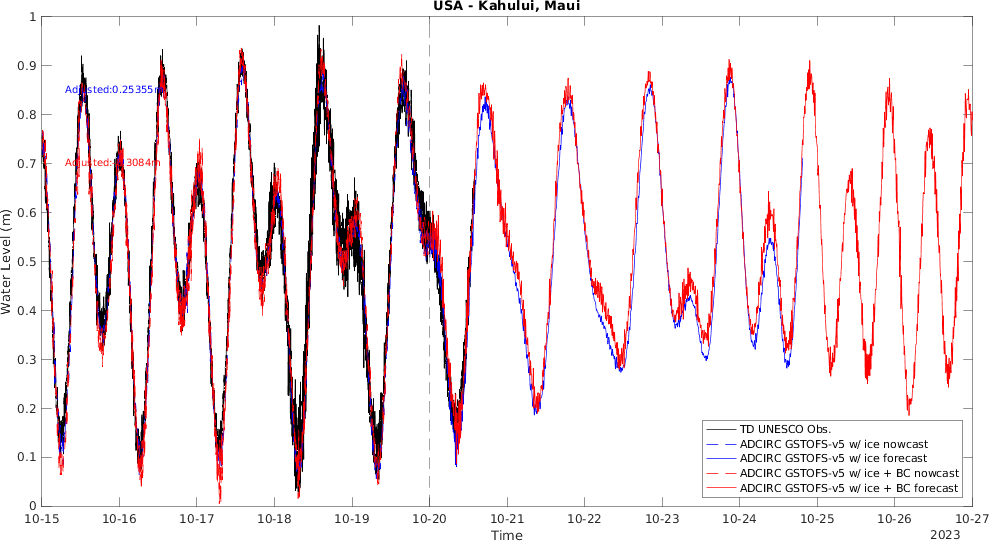 USA - Kahului, Maui
Water Level (m)
1
0.9
0.8
0.7
0.6
0.5
0.4
0.3
0.2
0.1
0
Adjusted:0.25355m
10-15
10-16
10-17
10-18
10-19
10-20
10-21
10-22
10-23
10-24
10-25
10-26
10-27
Time
2023
TD UNESCO Obs.
ADCIRC GSTOFS-v5 w/ ice nowcast
ADCIRC GSTOFS-v5 w/ ice forecast
ADCIRC GSTOFS-v5 w/ ice + BC nowcast
ADCIRC GSTOFS-v5 w/ ice + BC forecast